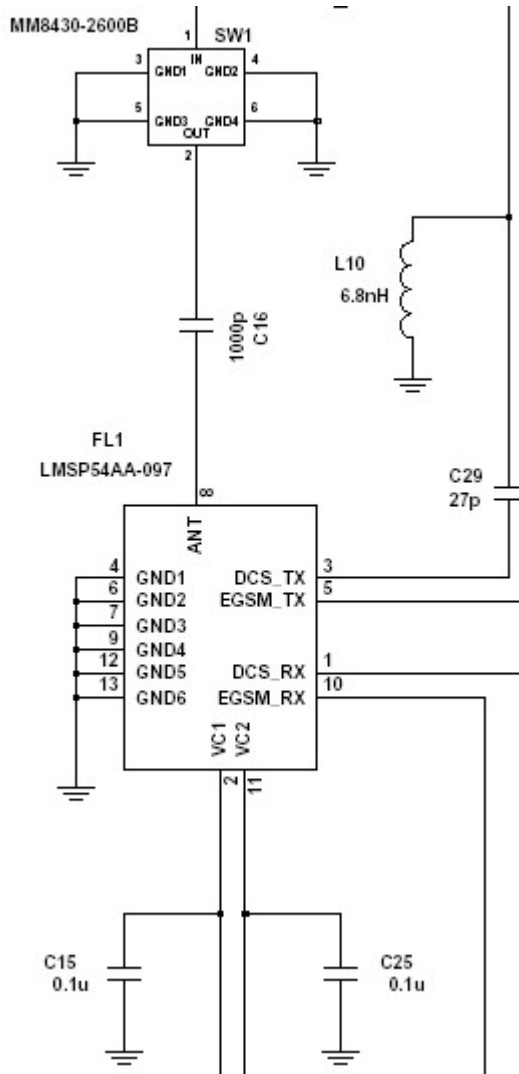 MM8430-2600B
1
SW1
3
IN
4
GND1 GND2
5
6
GND3 GND4
OUT
2
L10
6.8nH
1000p
C16
FL1
LMSP54AA-097
8
C29
27p
ANT
4
GND1
DCS_TX
3
6
GND2
EGSM_TX
5
7
GND3
9
GND4
12
GND5
DCS_RX
1
13
GND6
EGSM_RX
10
VC1
VC2
2
11
C15
0.1u
C25
0.1u